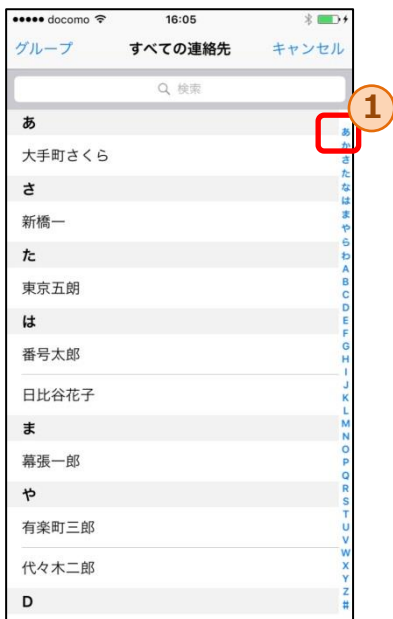 docomo 16:05
グループ すべての連絡先 キャンセル
検索
1
あ
大手町さくら
さ
新橋一
た
東京五朗
は
番号太郎
日比谷花子
ま
幕張一郎
や
有楽町三郎
代々木二郎
D
あ
か
さ
た
な
は
ま
や
ら
わ
A
B
C
D
E
F
G
H
I
J
K
L
M
N
O
P
Q
R
S
T
U
V
W
X
Y
Z
#